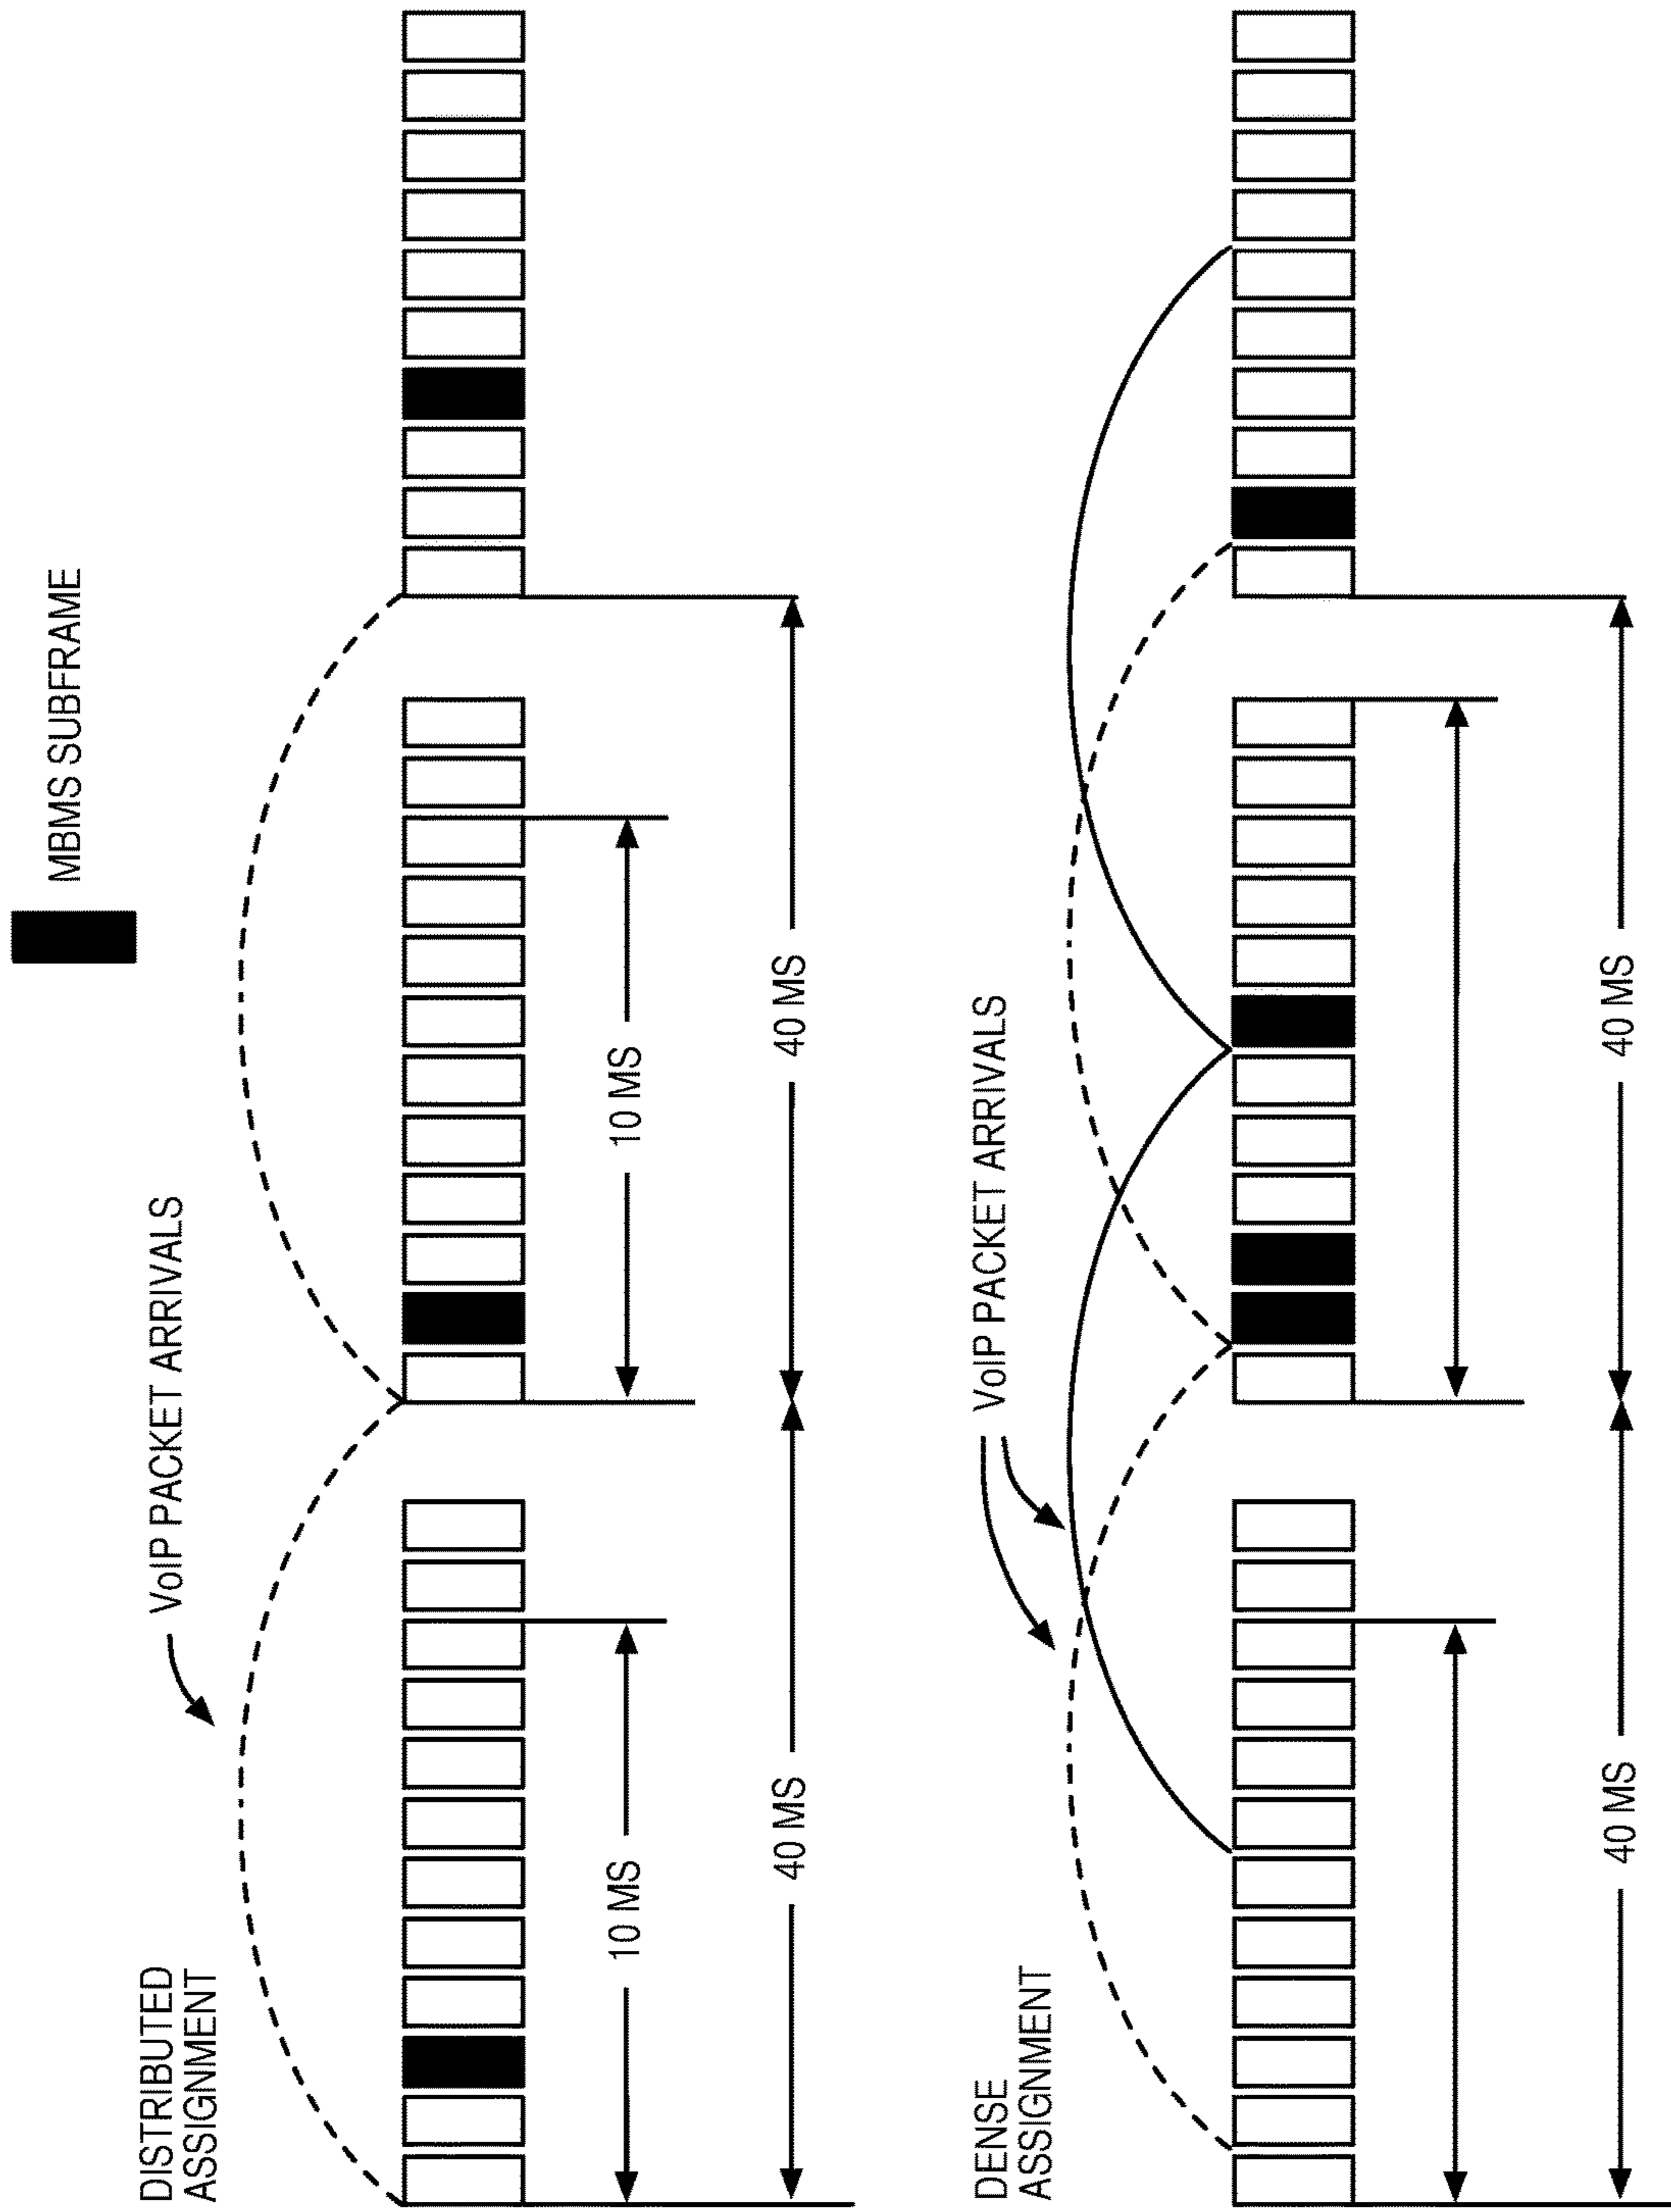 MBMS SUBFRAME
DISTRIBUTED
ASSIGNMENT
VoIP PACKET ARRIVALS
10 MS
10 MS
40 MS
40 MS
DENSE
ASSIGNMENT
VoIP PACKET ARRIVALS
40 MS
40 MS